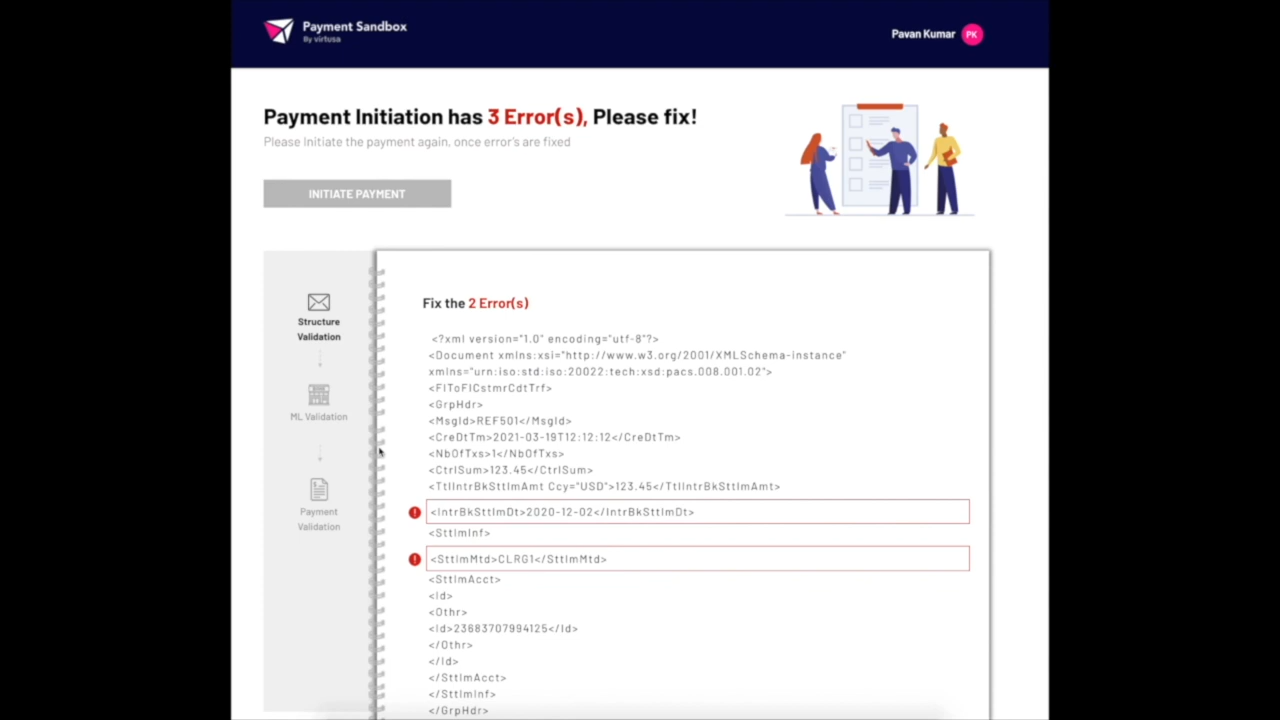 Payment Sandbox
By virtusa
Pavan Kumar PK
Payment Initiation has 3 Error(s), Please fix!
Please Initiate the payment again, once error's are fixed
INITIATE PAYMENT
Structure
Validation
ML Validation
Payment
Validation
Fix the 2 Error(s)
<?xml version="1.0" encoding="utf-8"?>
<Document xmlns:xsi="http://www.w3.org/2001/XMLSchema-instance"
xmlns="urn:iso:std:iso:20022:tech:xsd:pacs.008.001.02">
<FIToFICstmrCdtTrf>
<GrpHdr>
<MsgId>REF501</MsgId>
<CreDtTm>2021-03-19T12:12:12</CreDtTm>
<NbOfTxs>1</NbOfTxs>
<CtrlSum>123.45</CtrlSum>
<TtlIntrBkSttlmAmt Ccy="USD">123.45</TtlIntrBkSttlmAmt>
<IntrBkSttlmDt>2020-12-02</IntrBkSttlmDt>
<SttlmInf>
<SttlmMtd>CLRG1</SttlmMtd>
<SttlmAcct>
<Id>
<Othr>
<Id>23683707994125</Id>
</Othr>
</Id>
</SttlmAcct>
</SttlmInf>
</GrpHdr>